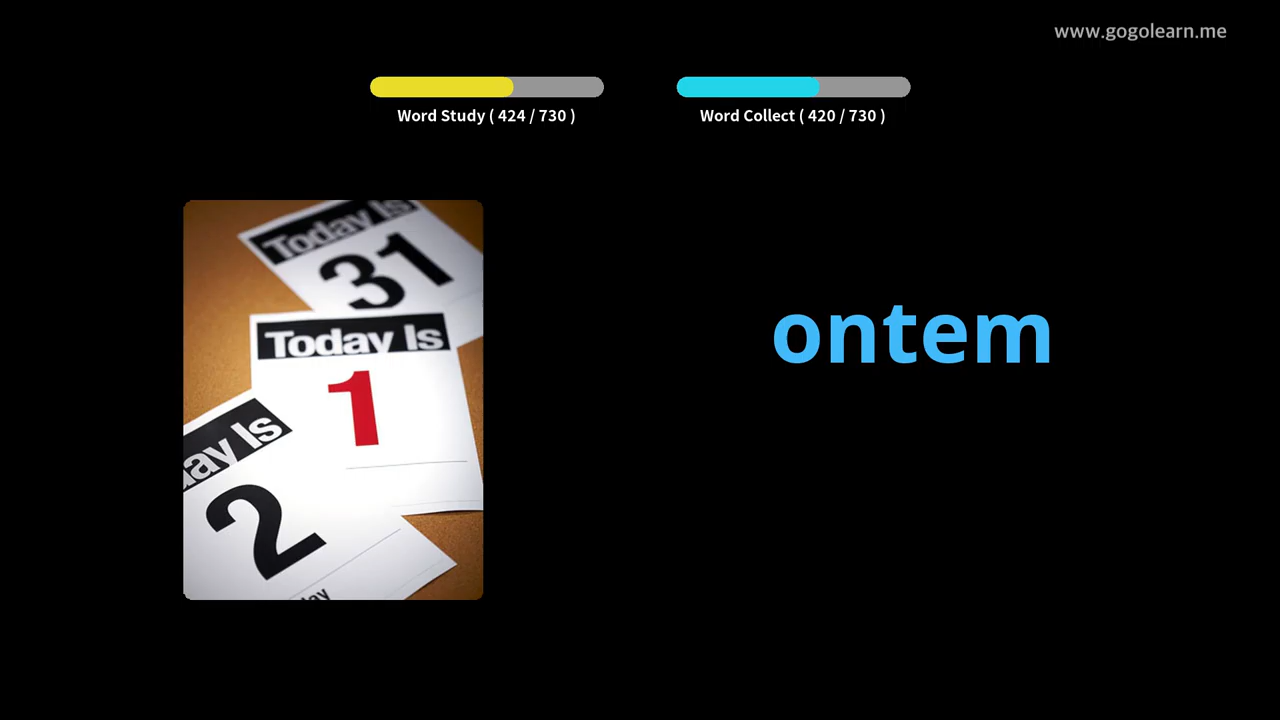 www.gogolearn.me
Word Study ( 424 / 730 )
Word Collect ( 420 / 730 )
Today Is
31
Today Is
1
ay Is
2
ay
ontem